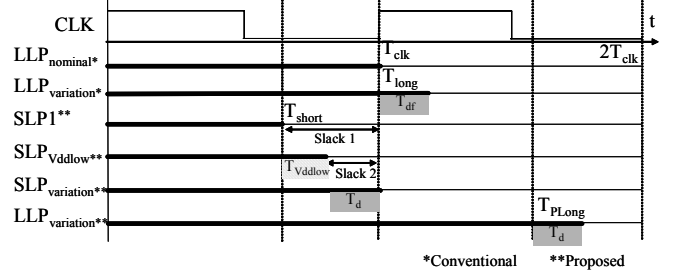 CLK
t
LLPnominal* Tclk 2Tclk
LLPvariation* Tlong
Tdf
SLP1** Tshort
Slack 1
SLPVddlow** TVddlow Slack 2
SLPvariation** Td
LLPvariation** TPLong
Td
*Conventional **Proposed